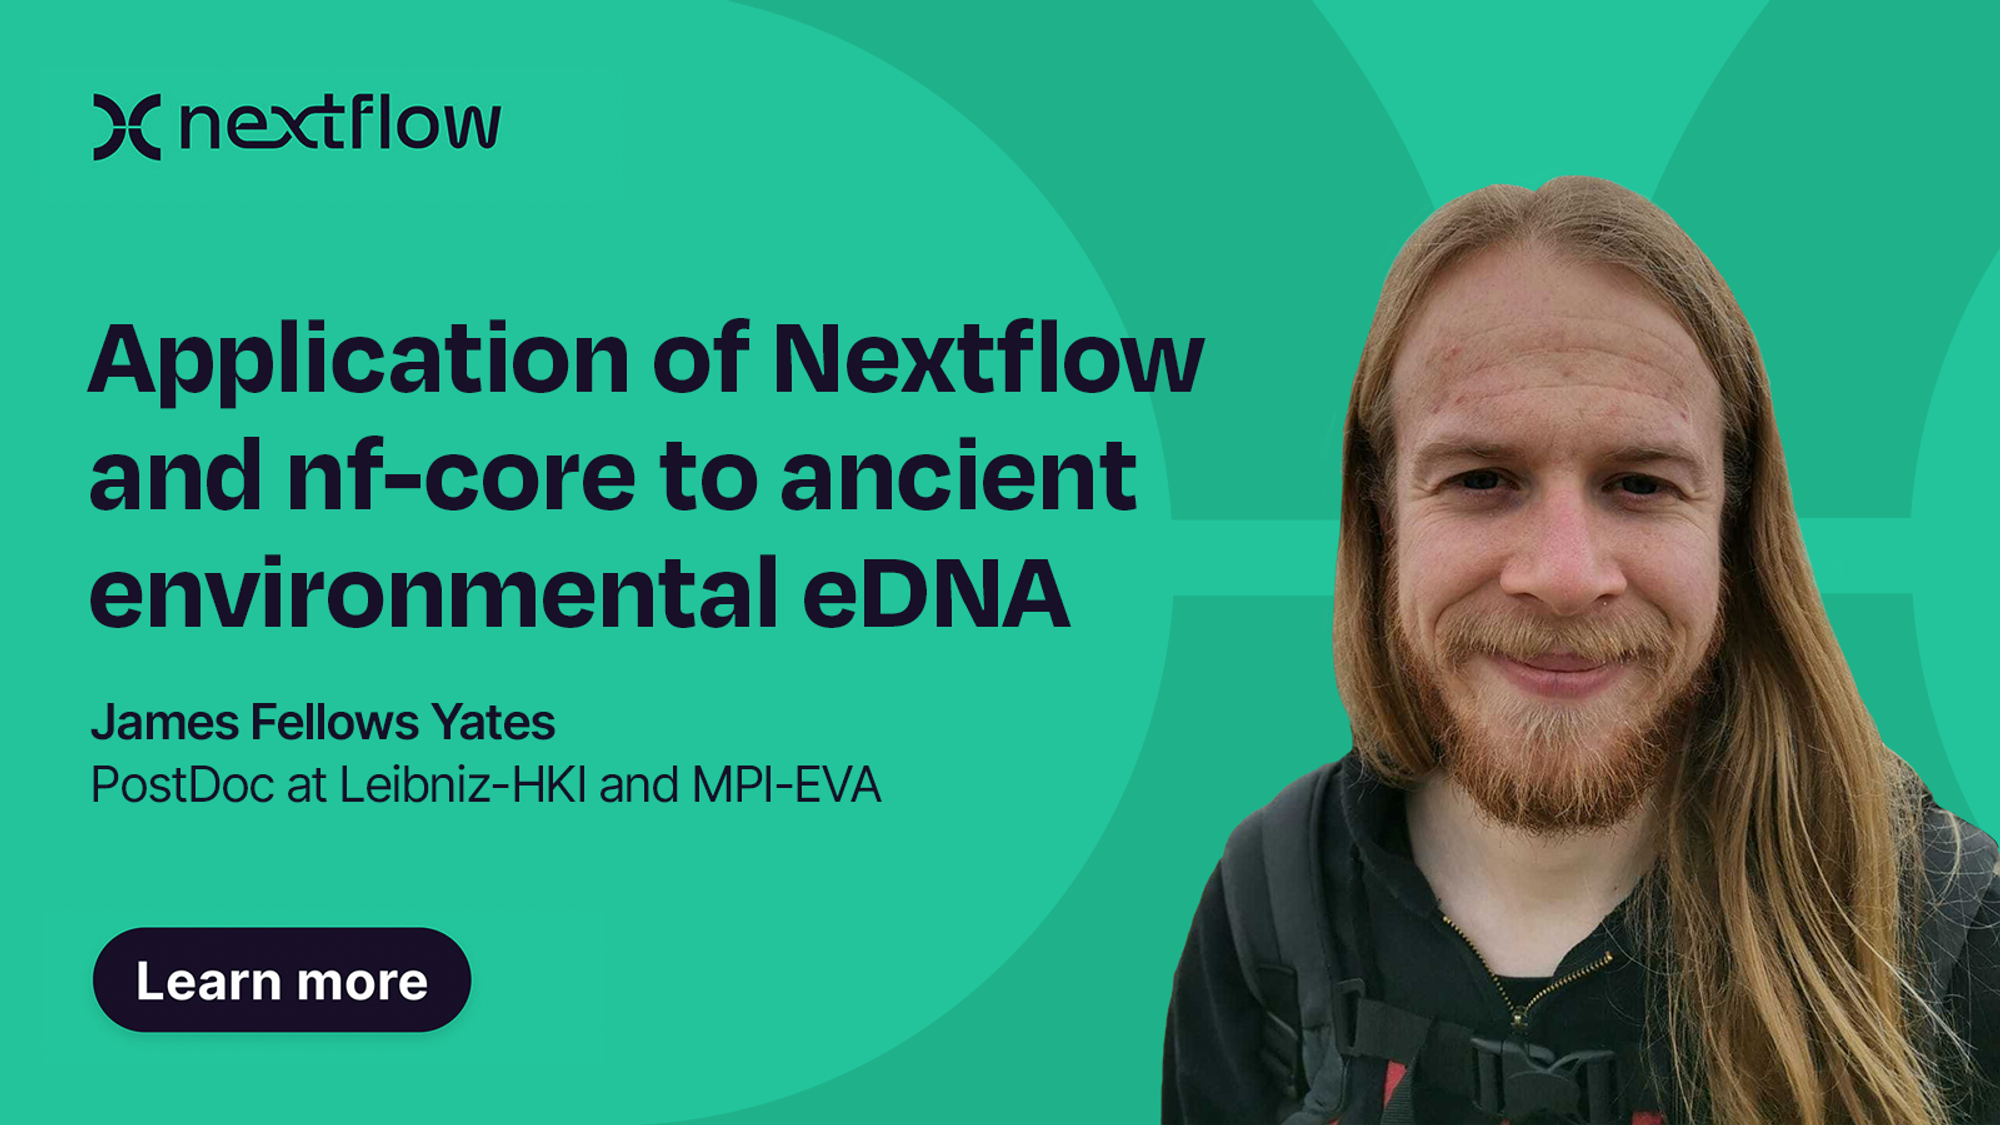 nextflow
Application of Nextflow
and nf-core to ancient
environmental eDNA
James Fellows Yates
PostDoc at Leibniz-HKI and MPI-EVA
Learn more